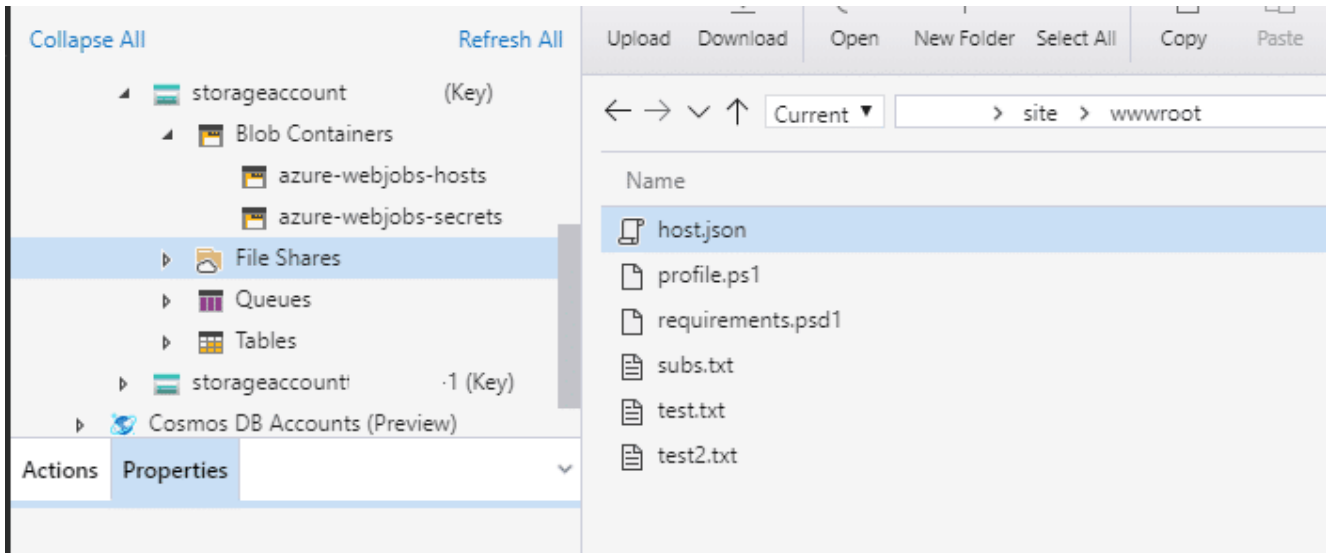 Collapse All Refresh All
storageaccount (Key)
Blob Containers
azure-webjobs-hosts
azure-webjobs-secrets
File Shares
Queues
Tables
storageaccount -1 (Key)
Cosmos DB Accounts (Preview)
Actions Properties
Upload Download Open New Folder Select All Copy Paste
Current site wwwroot
Name
host.json
profile.ps1
requirements.psd1
subs.txt
test.txt
test2.txt